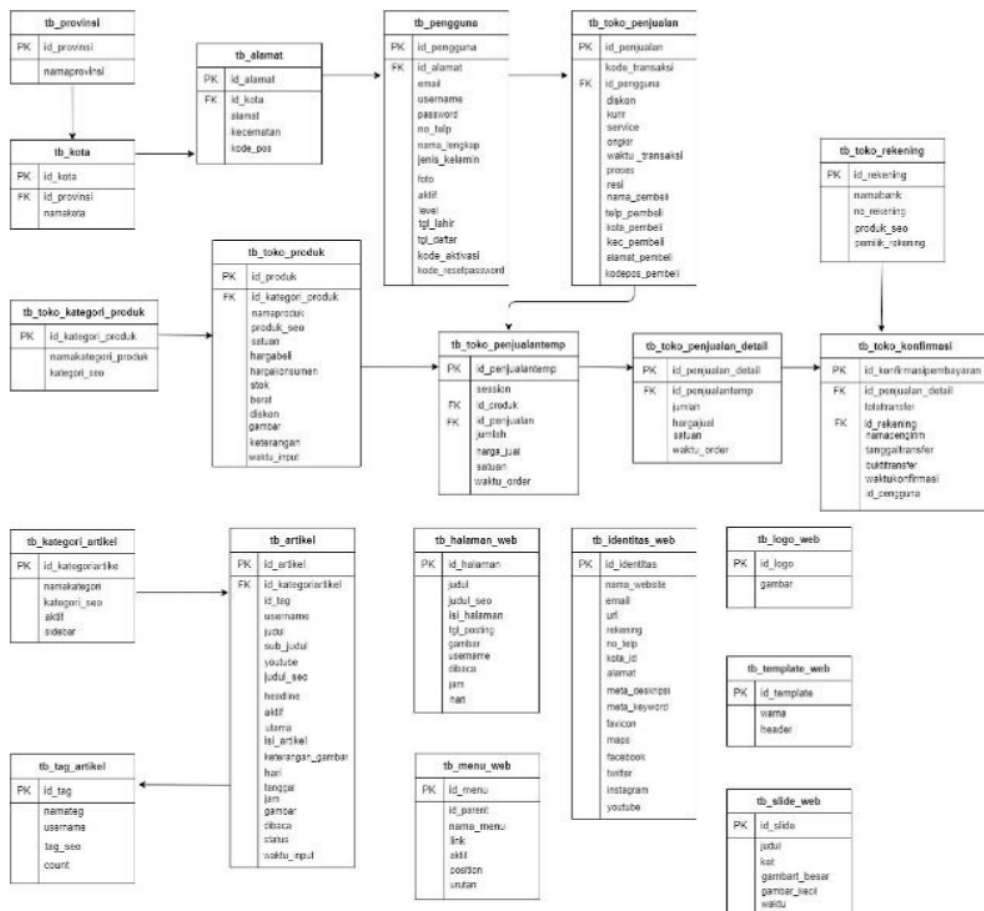 tb_provinsi
PK id_provinsi
namaprovinsi
tb_kota
PK id_kota
FK id_provinsi
namakota
tb_alamat
PK id_alamat
FK id_kota
alamat
kecematan
kode_pos
tb_pengguna
PK id_pengguna
FK id_alamat
email
username
password
no_telp
nama_lengkap
jenis_kelamin
foto
aktif
level
tgl_lahir
tgl_daftar
kode_aktivasi
kode_resetpassword
tb_toko_penjualan
PK id_penjualan
kode_transaksi
FK id_pengguna
diskon
kurir
service
ongkir
waktu_transaksi
proses
resi
nama_pembeli
telp_pembeli
kota_pembeli
kec_pembeli
alamat_pembeli
kodepos_pembeli
tb_toko_rekening
PK id_rekening
namabank
no_rekening
produk_seo
pemilik_rekening
tb_toko_kategori_produk
PK id_kategori_produk
namakategori_produk
kategori_seo
tb_toko_produk
PK id_produk
FK id_kategori_produk
namaproduk
produk_seo
satuan
hargabeli
hargakonsumen
stok
berat
diskon
gambar
keterangan
waktu_input
tb_toko_penjualantemp
PK id_penjualantemp
session
FK id_produk
FK id_penjualan
jumlah
harga_jual
satuan
waktu_order
tb_toko_penjualan_detail
PK id_penjualan_detail
FK id_penjualantemp
jumlah
hargajual
satuan
waktu_order
tb_toko_konfirmasi
PK id_konfirmasipembayaran
FK id_penjualan_detail
totaltransfer
FK id_rekening
namapengirim
tanggaltransfer
buktitransfer
waktukonfirmasi
id_pengguna
tb_kategori_artikel
PK id_kategoriartike
namakategori
kategori_seo
aktif
sidebar
tb_tag_artikel
PK id_tag
namatag
username
tag_seo
count
tb_artikel
PK id_artikel
FK id_kategoriartikel
id_tag
username
judul
sub_judul
youtube
judul_seo
headline
aktif
utama
isi_artikel
keterangan_gambar
hari
tanggal
jam
gambar
dibaca
status
waktu_input
tb_halaman_web
PK id_halaman
judul
judul_seo
isi_halaman
tgl_posting
gambar
username
dibaca
jam
hari
tb_menu_web
PK id_menu
id_parent
nama_menu
link
aktif
position
urutan
tb_identitas_web
PK id_identitas
nama_website
email
url
rekening
no_telp
kota_id
alamat
meta_deskripsi
meta_keyword
favicon
maps
facebook
twitter
instagram
youtube
tb_logo_web
PK id_logo
gambar
tb_template_web
PK id_template
warna
header
tb_slide_web
PK id_slide
judul
ket
gambart_besar
gambar_kecil
waktu